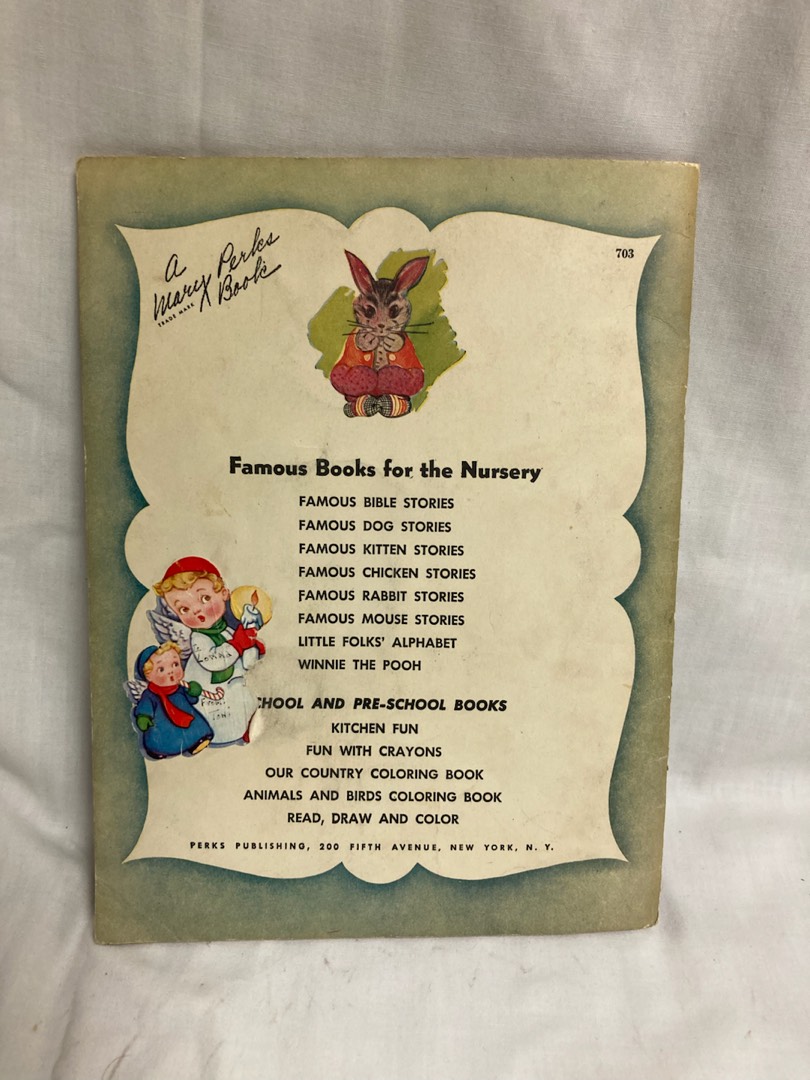 A
Mary Perks
Book
TRADE MARK
703
Famous Books for the Nursery
FAMOUS BIBLE STORIES
FAMOUS DOG STORIES
FAMOUS KITTEN STORIES
FAMOUS CHICKEN STORIES
FAMOUS RABBIT STORIES
FAMOUS MOUSE STORIES
LITTLE FOLKS' ALPHABET
WINNIE THE POOH
CHOOL AND PRE-SCHOOL BOOKS
KITCHEN FUN
FUN WITH CRAYONS
OUR COUNTRY COLORING BOOK
ANIMALS AND BIRDS COLORING BOOK
READ, DRAW AND COLOR
PERKS PUBLISHING, 200 FIFTH AVENUE, NEW YORK, N. Y.
From: